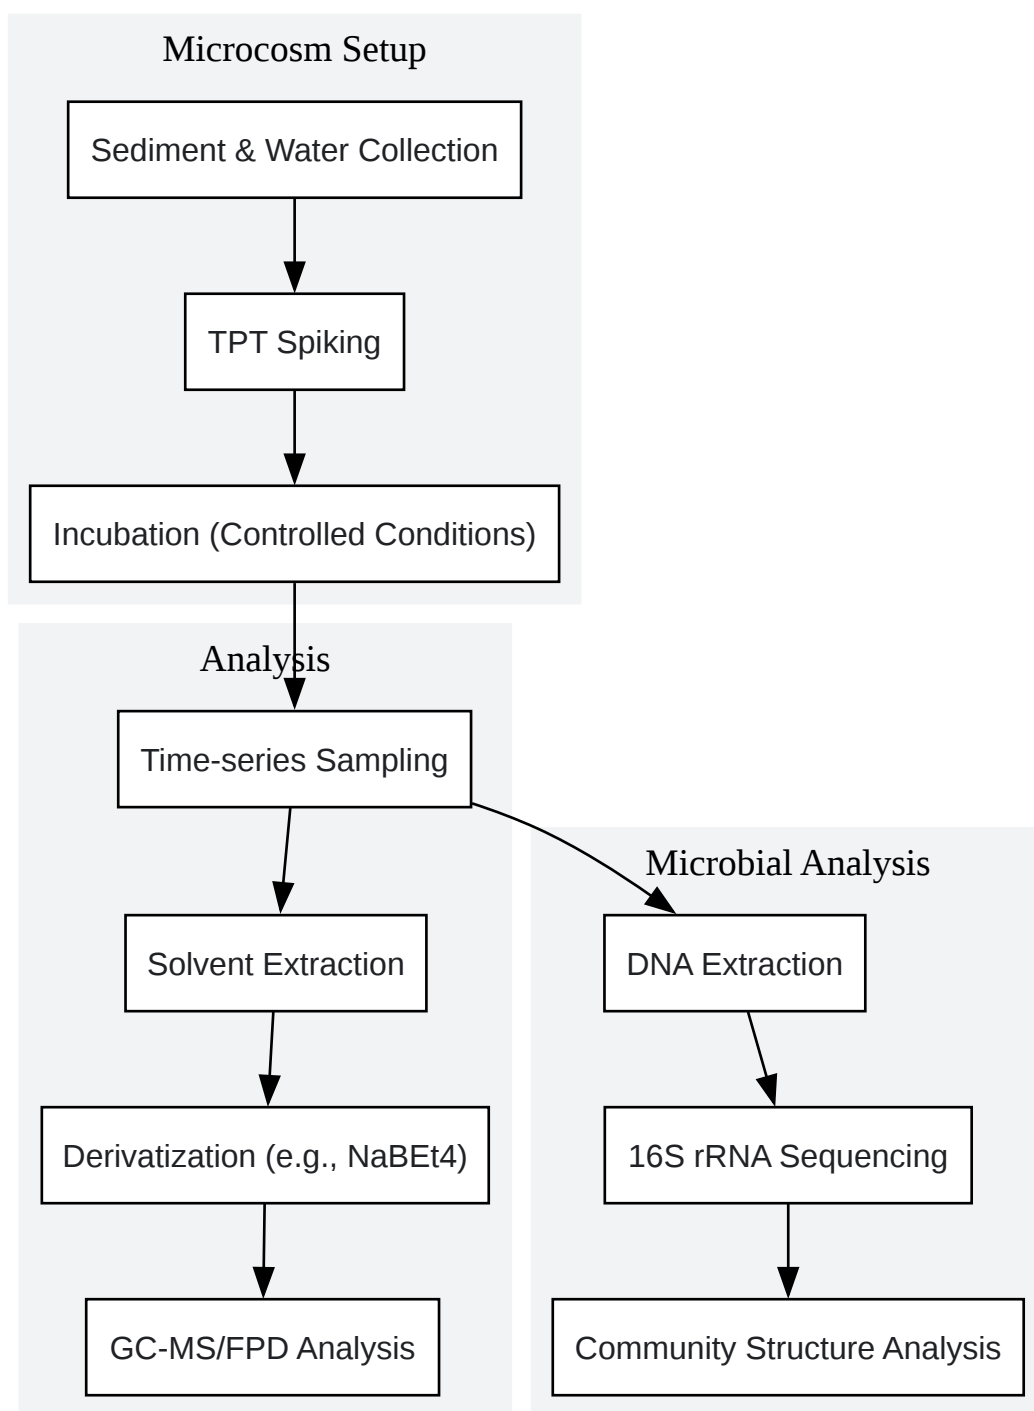 Microcosm Setup
Sediment & Water Collection
TPT Spiking
Incubation (Controlled Conditions)
Analysis
Time-series Sampling
Solvent Extraction
Derivatization (e.g., NaBEt4)
GC-MS/FPD Analysis
Microbial Analysis
DNA Extraction
16S rRNA Sequencing
Community Structure Analysis